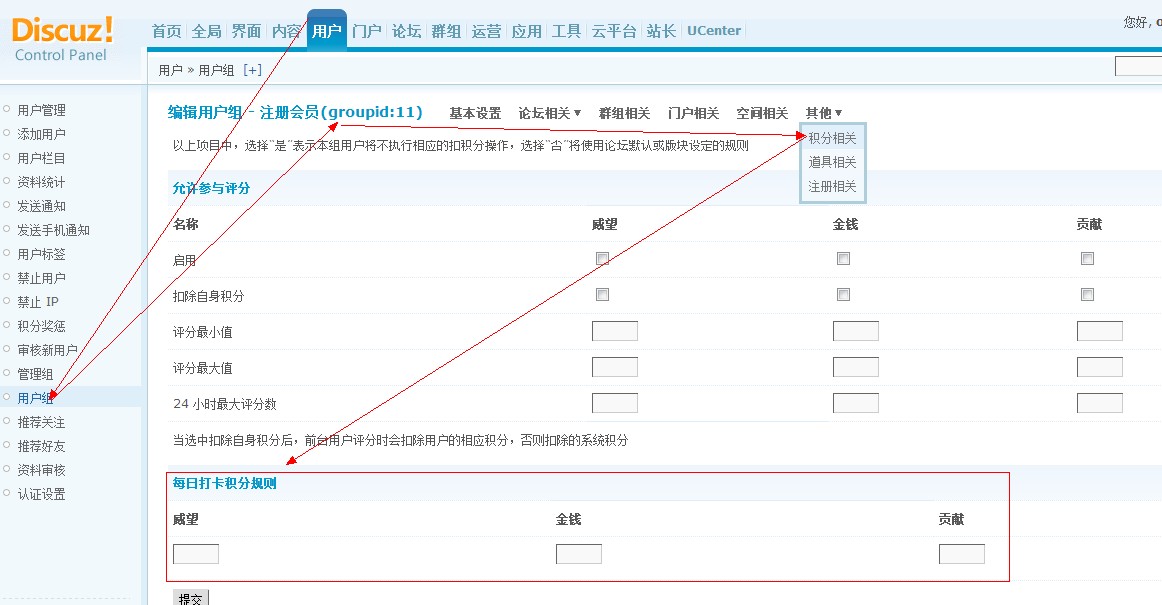 Discuz!
Control Panel
首页 全局 界面 内容 用户 门户 论坛 群组 运营 应用 工具 云平台 站长 UCenter
您好,
用户 » 用户组 [+]
用户管理
添加用户
用户栏目
资料统计
发送通知
发送手机通知
用户标签
禁止用户
禁止 IP
积分奖惩
审核新用户
管理组
用户组
推荐关注
推荐好友
资料审核
认证设置
编辑用户组 - 注册会员(groupid:11) 基本设置 论坛相关▼ 群组相关 门户相关 空间相关 其他▼
积分相关
道具相关
注册相关
以上项目中，选择"是"表示本组用户将不执行相应的扣积分操作，选择"否"将使用论坛默认或版块设定的规则
允许参与评分
名称 威望 金钱 贡献
启用
扣除自身积分
评分最小值
评分最大值
24 小时最大评分数
当选中扣除自身积分后，前台用户评分时会扣除用户的相应积分，否则扣除的系统积分
每日打卡积分规则
威望 金钱 贡献
提交